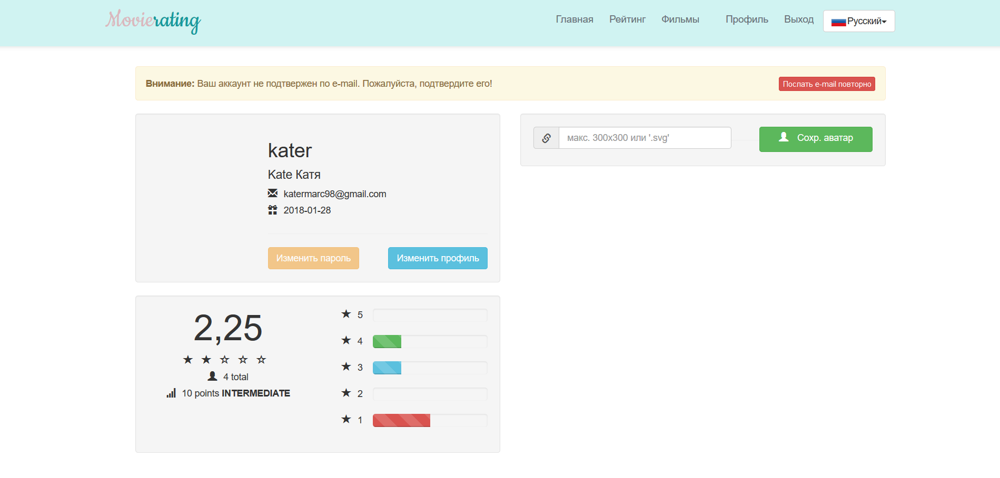 Movierating
Главная Рейтинг Фильмы Профиль Выход Русский
Внимание: Ваш аккаунт не подтвержен по e-mail. Пожалуйста, подтвердите его!
Послать e-mail повторно
kater
Kate Катя
katermarc98@gmail.com
2018-01-28
Изменить пароль Изменить профиль
макс. 300x300 или '.svg'
Сохр. аватар
2,25
4 total
10 points INTERMEDIATE
5
4
3
2
1